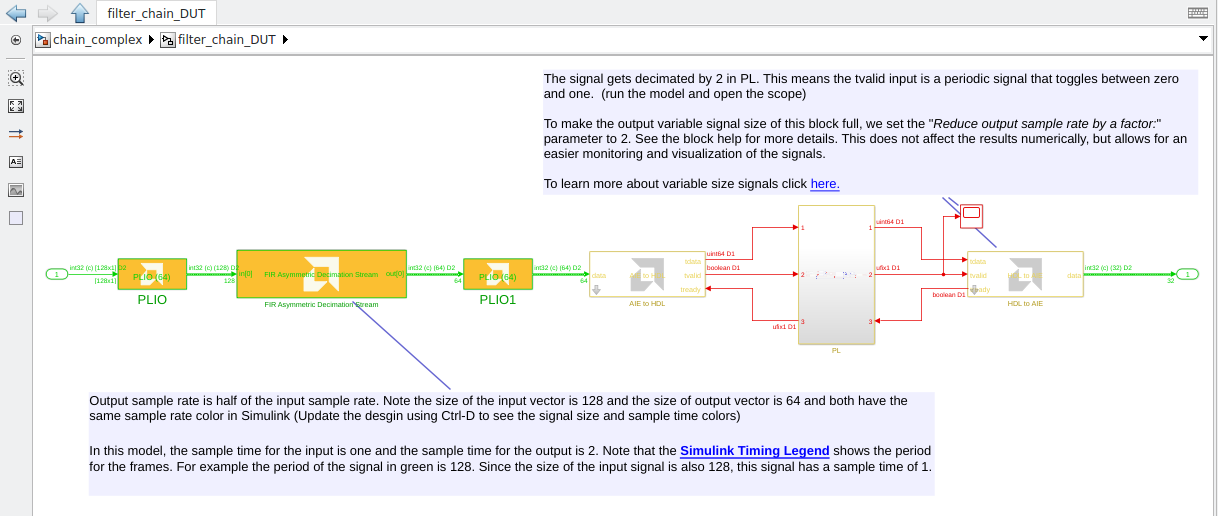 filter_chain_DUT
chain_complex ▶ filter_chain_DUT ▶
The signal gets decimated by 2 in PL. This means the tvalid input is a periodic signal that toggles between zero
and one. (run the model and open the scope)
To make the output variable signal size of this block full, we set the "Reduce output sample rate by a factor:"
parameter to 2. See the block help for more details. This does not affect the results numerically, but allows for an
easier monitoring and visualization of the signals.
To learn more about variable size signals click here.
1
int32 (c) [128x1] D2
[128x1]
PLIO (64)
PLIO
int32 (c) (128) D2
128
in[0]
FIR Asymmetric Decimation Stream
out[0]
FIR Asymmetric Decimation Stream
int32 (c) (64) D2
64
PLIO (64)
PLIO1
int32 (c) (64) D2
64
data
AIE to HDL
tdata
tvalid
tready
AIE to HDL
uint64 D1
boolean D1
ufix1 D1
1
2
3
1
2
3
PL
uint64 D1
ufix1 D1
boolean D1
tdata
tvalid
tready
HDL to AIE
data
HDL to AIE
int32 (c) (32) D2
32
1
Output sample rate is half of the input sample rate. Note the size of the input vector is 128 and the size of output vector is 64 and both have the
same sample rate color in Simulink (Update the desgin using Ctrl-D to see the signal size and sample time colors)
In this model, the sample time for the input is one and the sample time for the output is 2. Note that the Simulink Timing Legend shows the period
for the frames. For example the period of the signal in green is 128. Since the size of the input signal is also 128, this signal has a sample time of 1.